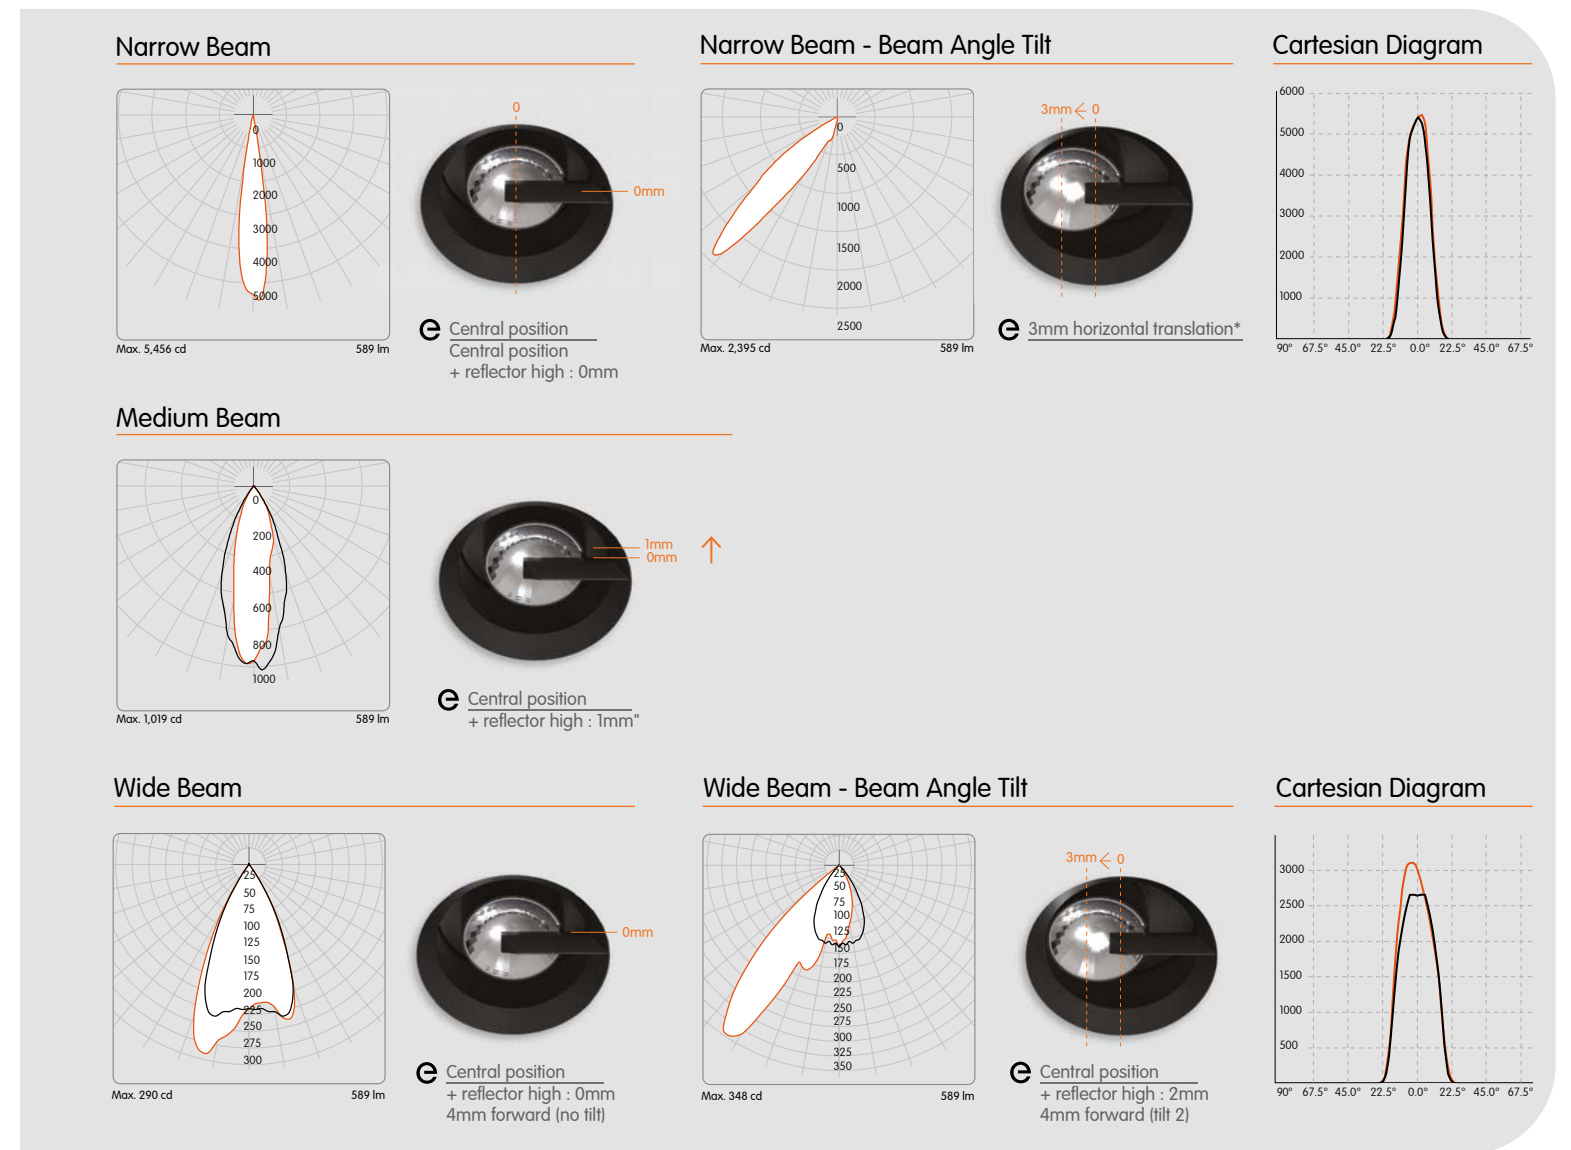 Narrow Beam
0
1000
2000
3000
4000
5000
Max. 5,456 cd 589 lm
0
0mm
e Central position
Central position
+ reflector high : 0mm
Narrow Beam - Beam Angle Tilt
0
500
1000
1500
2000
2500
Max. 2,395 cd 589 lm
3mm 0
e 3mm horizontal translation*
Cartesian Diagram
6000
5000
4000
3000
2000
1000
90° 67.5° 45.0° 22.5° 0.0° 22.5° 45.0° 67.5°
Medium Beam
0
200
400
600
800
1000
Max. 1,019 cd 589 lm
1mm
0mm
e Central position
+ reflector high : 1mm"
Wide Beam
25
50
75
100
125
150
175
200
225
250
275
300
Max. 290 cd 589 lm
0mm
e Central position
+ reflector high : 0mm
4mm forward (no tilt)
Wide Beam - Beam Angle Tilt
25
50
75
100
125
150
175
200
225
250
275
300
325
350
Max. 348 cd 589 lm
3mm 0
e Central position
+ reflector high : 2mm
4mm forward (tilt 2)
Cartesian Diagram
3000
2500
2000
1500
1000
500
90° 67.5° 45.0° 22.5° 0.0° 22.5° 45.0° 67.5°